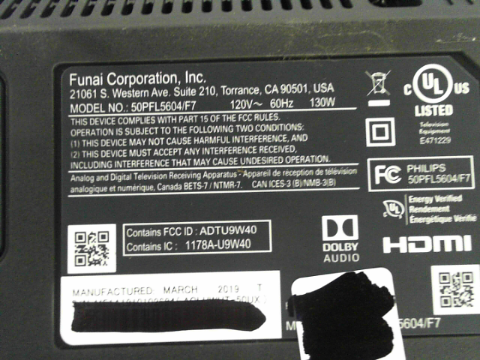 Funai Corporation, Inc.
21061 S. Western Ave. Suite 210, Torrance, CA 90501, USA
MODEL NO.: 50PFL5604/F7 120V~ 60Hz 130W
THIS DEVICE COMPLIES WITH PART 15 OF THE FCC RULES.
OPERATION IS SUBJECT TO THE FOLLOWING TWO CONDITIONS:
(1) THIS DEVICE MAY NOT CAUSE HARMFUL INTERFERENCE, AND
(2) THIS DEVICE MUST ACCEPT ANY INTERFERENCE RECEIVED,
INCLUDING INTERFERENCE THAT MAY CAUSE UNDESIRED OPERATION.
Analog and Digital Television Receiving Apparatus / Appareils de réception de télévision
analogique et numérique, Canada BETS-7 / NTMR-7. CAN ICES-3 (B)/NMB-3(B)
C UL US
LISTED
Television
Equipment
E471229
FC PHILIPS
50PFL5604/F7
UL Energy Verified
Rendement
Énergétique Vérifié
Contains FCC ID : ADTU9W40
Contains IC : 1178A-U9W40
DOLBY
AUDIO
HDMI
MANUFACTURED: MARCH 2019 T
PFL5604/F7